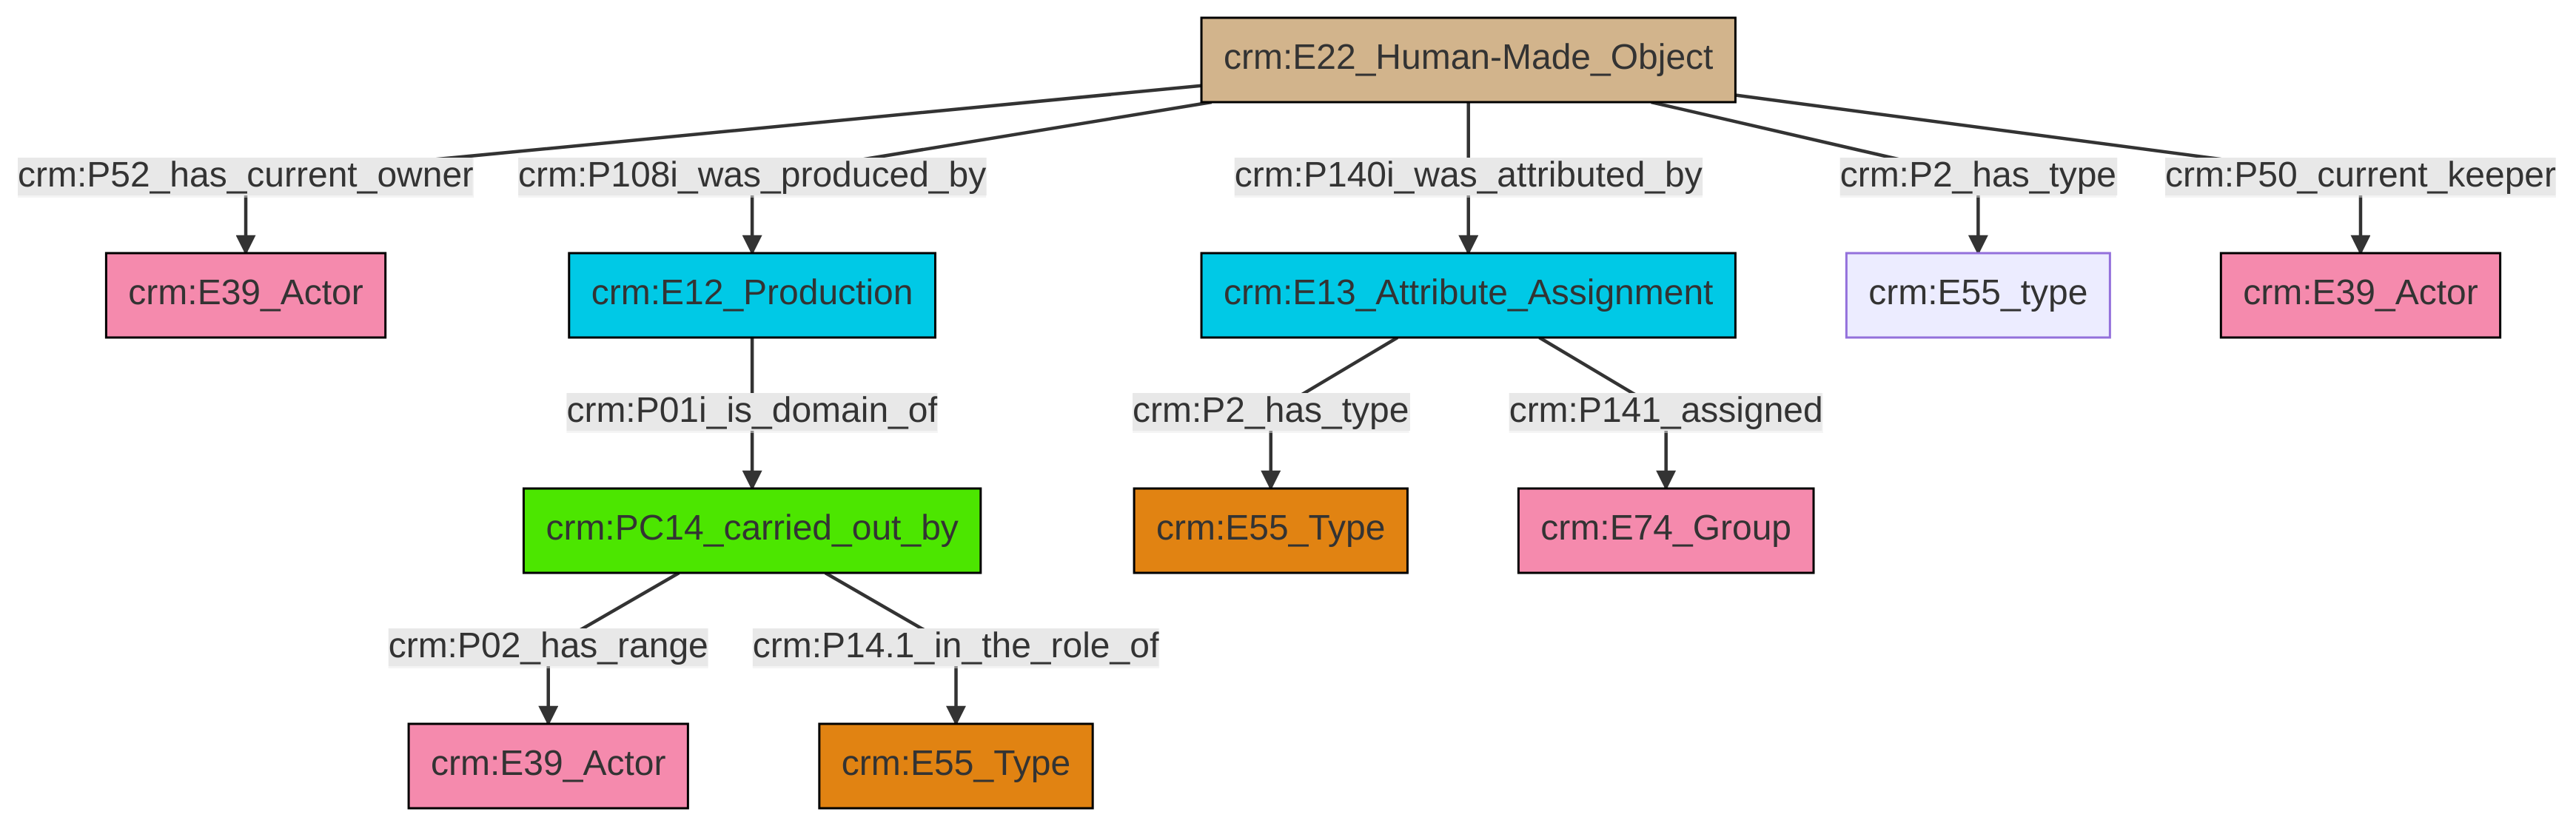 crm:E22_Human-Made_Object
crm:P52_has_current_owner
crm:P108i_was_produced_by
crm:P140i_was_attributed_by
crm:P2_has_type
crm:P50_current_keeper
crm:E39_Actor
crm:E12_Production
crm:E13_Attribute_Assignment
crm:E55_type
crm:E39_Actor
crm:P01i_is_domain_of
crm:P2_has_type
crm:P141_assigned
crm:PC14_carried_out_by
crm:E55_Type
crm:E74_Group
crm:P02_has_range
crm:P14.1_in_the_role_of
crm:E39_Actor
crm:E55_Type